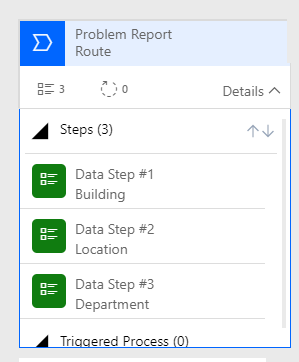 Problem Report
Route
3
0
Details
Steps (3)
Data Step #1
Building
Data Step #2
Location
Data Step #3
Department
Triggered Process (0)